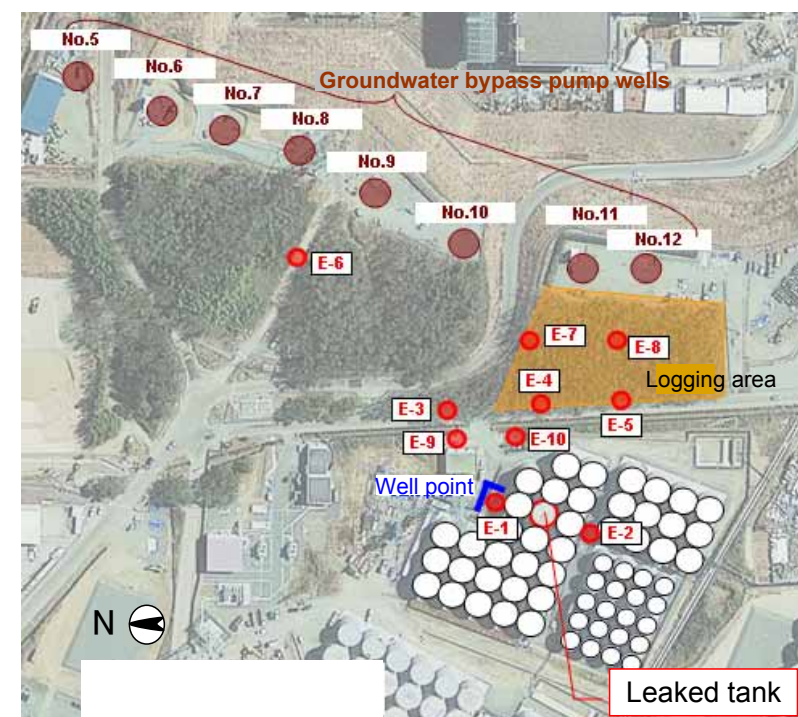 No.5
No.6
Groundwater bypass pump wells
No.7
No.8
No.9
No.10
No.11
No.12
E-6
E-7
E-8
Logging area
E-4
E-3
E-5
E-9
E-10
Well point
E-1
E-2
N
Leaked tank